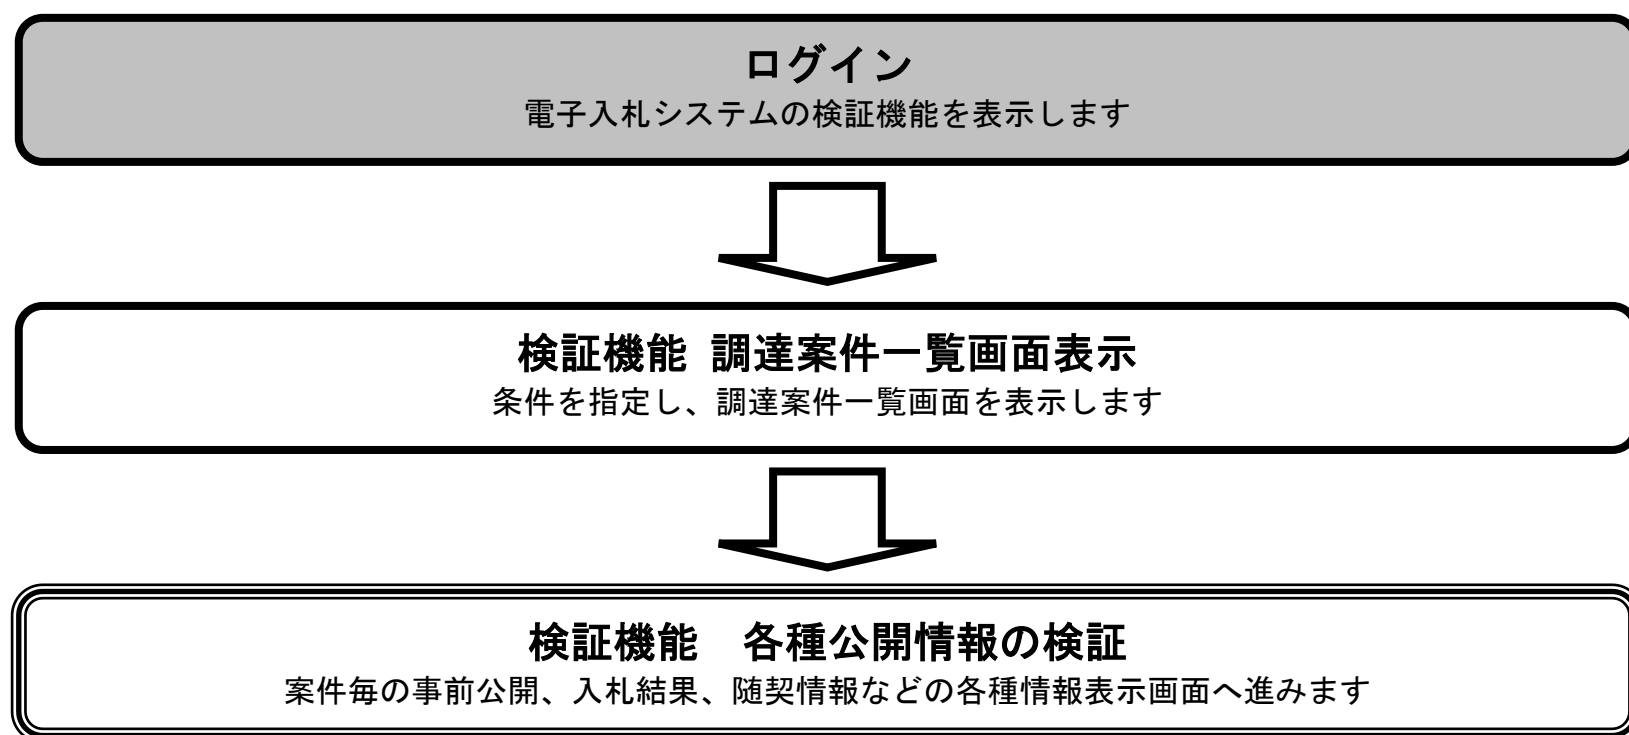 ログイン
電子入札システムの検証機能を表示します
検証機能 調達案件一覧画面表示
条件を指定し、調達案件一覧画面を表示します
検証機能　各種公開情報の検証
案件毎の事前公開、入札結果、随契情報などの各種情報表示画面へ進みます